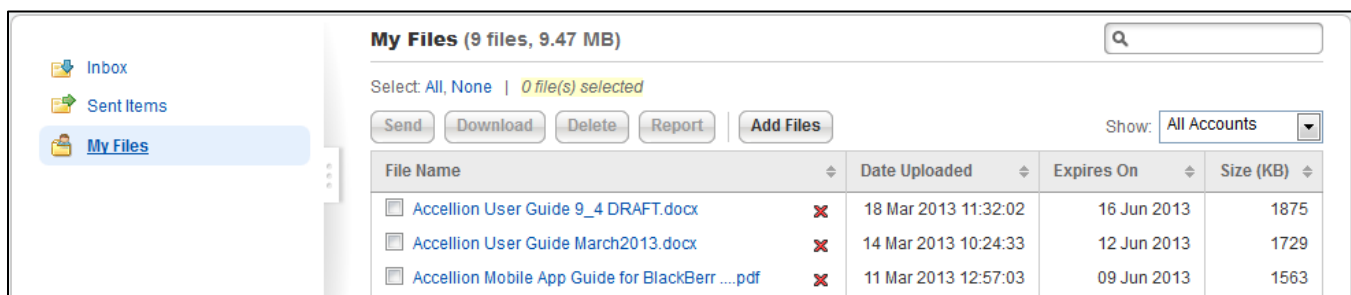 Inbox
Sent Items
My Files
My Files (9 files, 9.47 MB)
Select: All, None | 0 file(s) selected
Send Download Delete Report | Add Files Show: All Accounts
File Name Date Uploaded Expires On Size (KB)
Accellion User Guide 9_4 DRAFT.docx 18 Mar 2013 11:32:02 16 Jun 2013 1875
Accellion User Guide March2013.docx 14 Mar 2013 10:24:33 12 Jun 2013 1729
Accellion Mobile App Guide for BlackBerr ....pdf 11 Mar 2013 12:57:03 09 Jun 2013 1563